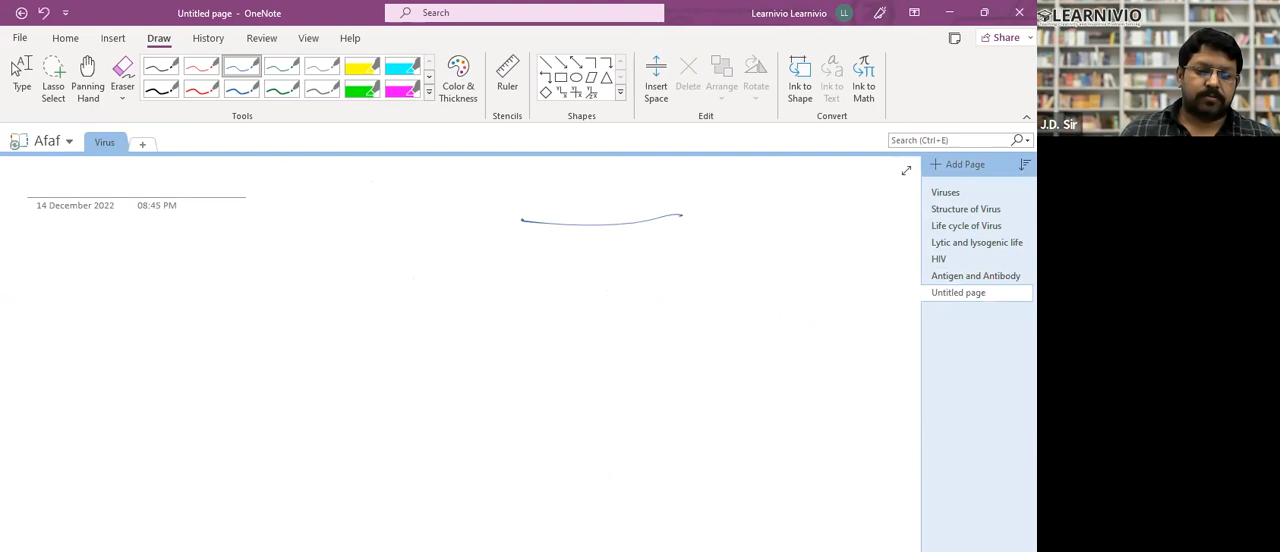 Untitled page - OneNote
Search
Learnivio Learnivio
LL
File
Home
Insert
Draw
History
Review
View
Help
Share
Type
Lasso
Select
Panning
Hand
Eraser
Color &
Thickness
Ruler
Insert
Space
Delete
Arrange
Rotate
Ink to
Shape
Ink to
Text
Ink to
Math
Tools
Stencils
Shapes
Edit
Convert
Afaf
Virus
Search (Ctrl+E)
14 December 2022
08:45 PM
Add Page
Viruses
Structure of Virus
Life cycle of Virus
Lytic and lysogenic life
HIV
Antigen and Antibody
Untitled page
LEARNIVIO
J.D. Sir